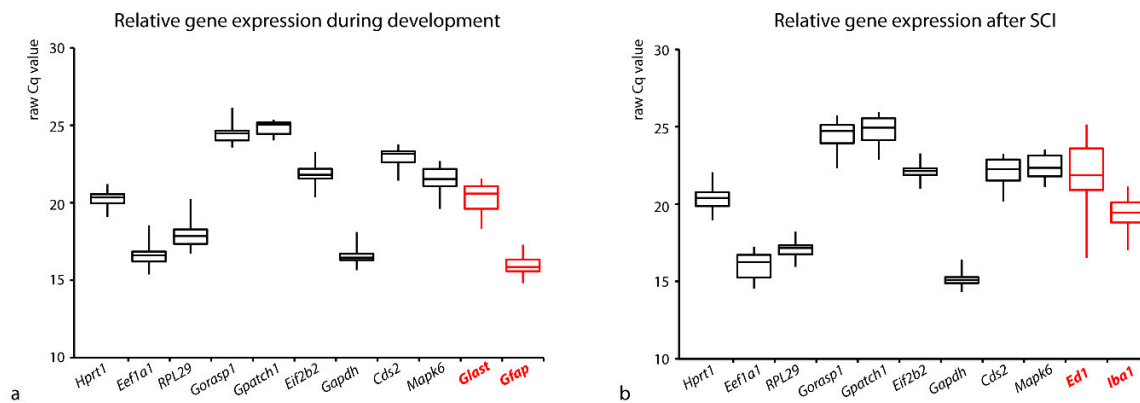 Relative gene expression during development
raw Cq value
30
25
20
15
10
Hprt1 Eef1a1 RPL29 Gorasp1 Gpatch1 Eif2b2 Gapdh Cds2 Mapk6 Glast Gfap
a
Relative gene expression after SCI
raw Cq value
30
25
20
15
10
Hprt1 Eef1a1 RPL29 Gorasp1 Gpatch1 Eif2b2 Gapdh Cds2 Mapk6 Ed1 Iba1
b